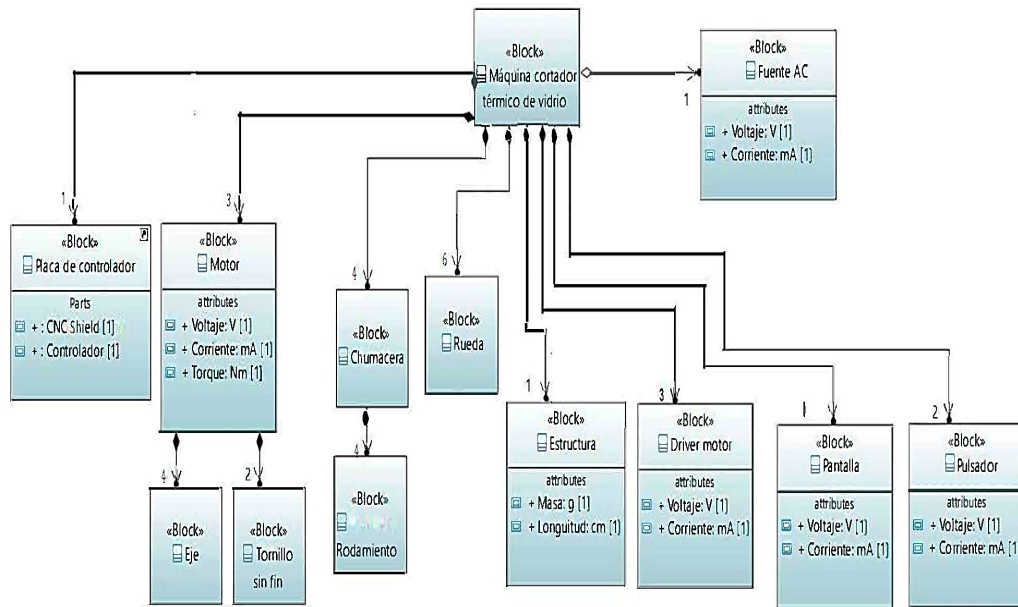 «Block»
Máquina cortador
térmico de vidrio
«Block»
Fuente AC
attributes
+ Voltaje: V [1]
+ Corriente: mA [1]
1
1
«Block»
Placa de controlador
Parts
+ : CNC Shield [1]
+ : Controlador [1]
3
«Block»
Motor
attributes
+ Voltaje: V [1]
+ Corriente: mA [1]
+ Torque: Nm [1]
4
«Block»
Chumacera
6
«Block»
Rueda
1
«Block»
Estructura
attributes
+ Masa: g [1]
+ Longuitud: cm [1]
3
«Block»
Driver motor
attributes
+ Voltaje: V [1]
+ Corriente: mA [1]
1
«Block»
Pantalla
attributes
+ Voltaje: V [1]
+ Corriente: mA [1]
2
«Block»
Pulsador
attributes
+ Voltaje: V [1]
+ Corriente: mA [1]
4
«Block»
Eje
2
«Block»
Tornillo
sin fin
4
«Block»
Rodamiento